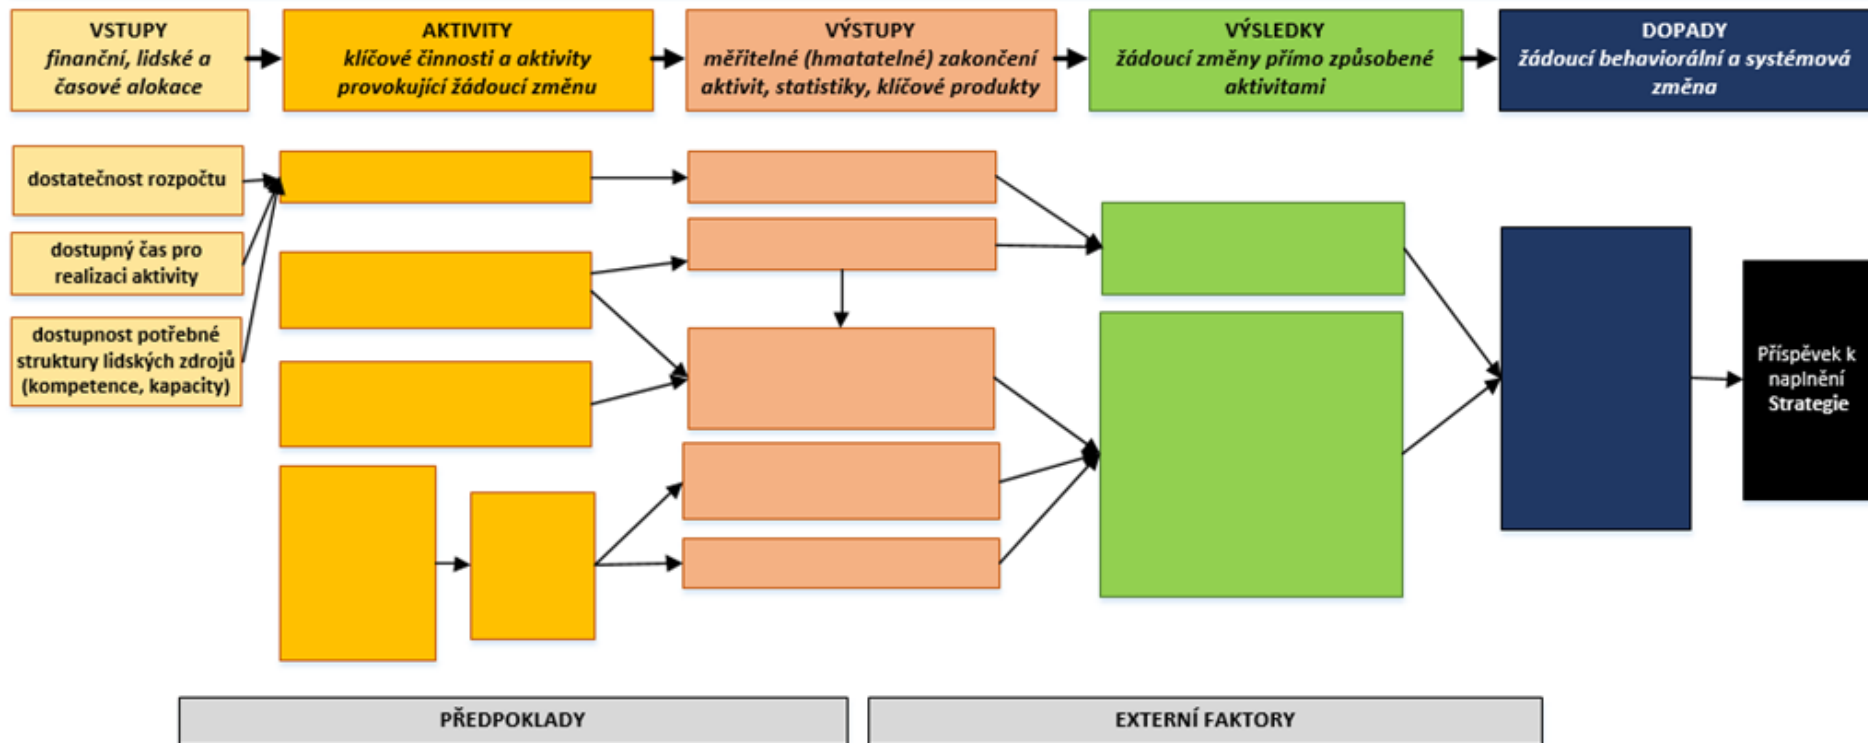 VSTUPY
finanční, lidské a
časové alokace
AKTIVITY
klíčové činnosti a aktivity
provokující žádoucí změnu
VÝSTUPY
měřitelné (hmatatelné) zakončení
aktivit, statistiky, klíčové produkty
VÝSLEDKY
žádoucí změny přímo způsobené
aktivitami
DOPADY
žádoucí behaviorální a systémová
změna
dostatečnost rozpočtu
dostupný čas pro
realizaci aktivity
dostupnost potřebné
struktury lidských zdrojů
(kompetence, kapacity)
Příspěvek k
naplnění
Strategie
PŘEDPOKLADY
EXTERNÍ FAKTORY